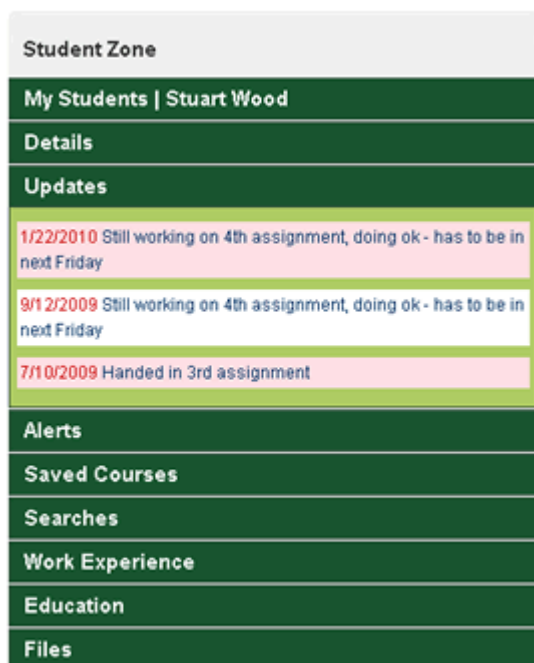 Student Zone
My Students | Stuart Wood
Details
Updates
1/22/2010 Still working on 4th assignment, doing ok - has to be in
next Friday
9/12/2009 Still working on 4th assignment, doing ok - has to be in
next Friday
7/10/2009 Handed in 3rd assignment
Alerts
Saved Courses
Searches
Work Experience
Education
Files